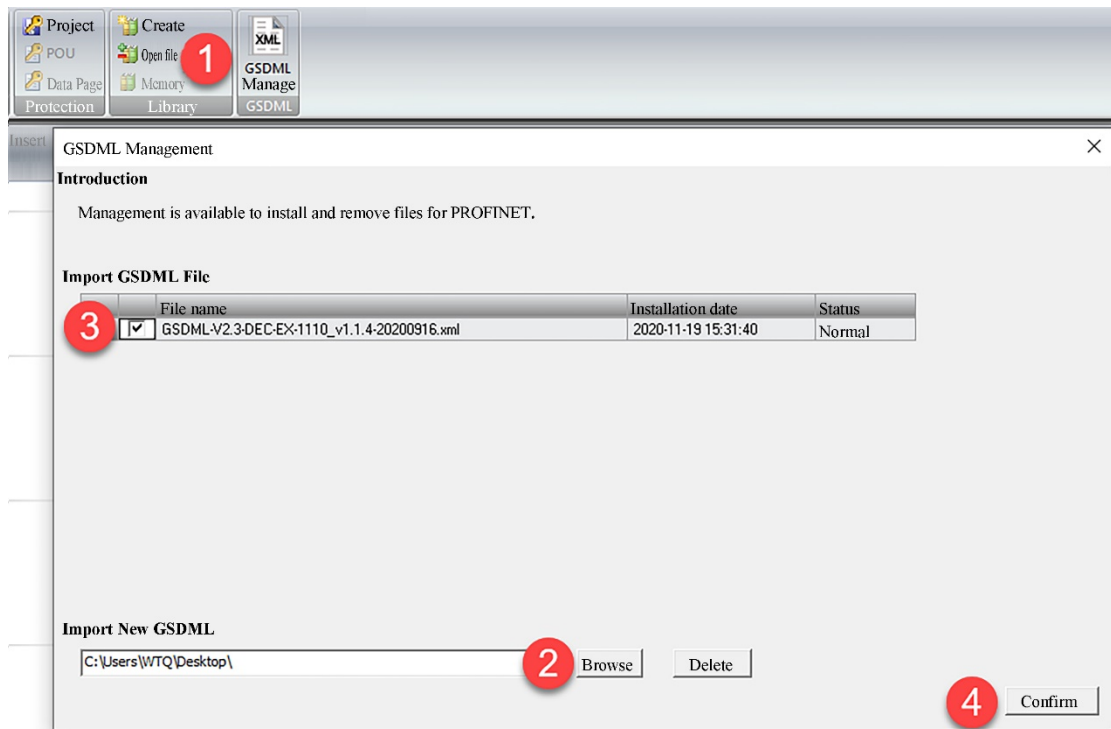 Project
POU
Data Page
Protection
Create
Open file
Memory
Library
1
XML
GSDML
Manage
GSDML
Insert
GSDML Management
Introduction
Management is available to install and remove files for PROFINET.
Import GSDML File
File name Installation date Status
3 GSDML-V2.3-DEC-EX-1110_v1.1.4-20200916.xml 2020-11-19 15:31:40 Normal
Import New GSDML
C:\Users\WTQ\Desktop\ 2 Browse Delete
4 Confirm